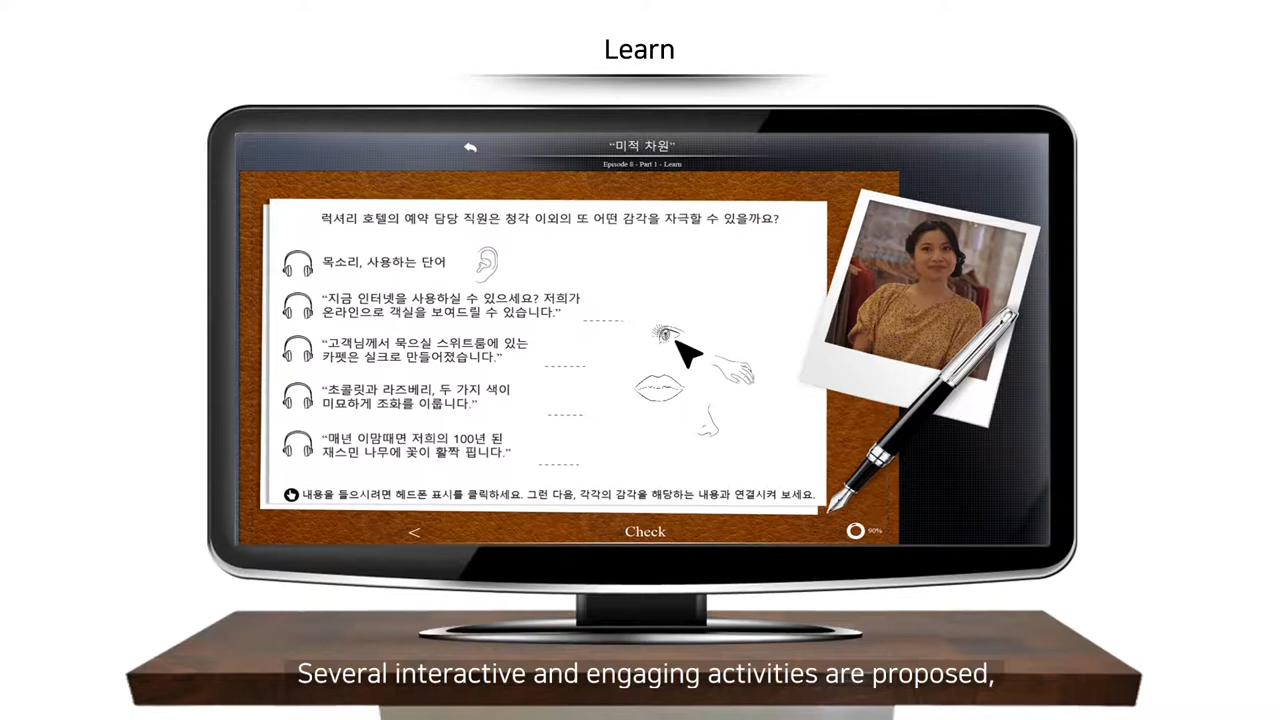 Learn
“미적 차원”
Episode 8 - Part 1 - Learn
럭셔리 호텔의 예약 담당 직원은 청각 이외의 또 어떤 감각을 자극할 수 있을까요?
목소리, 사용하는 단어
“지금 인터넷을 사용하실 수 있으세요? 저희가
온라인으로 객실을 보여드릴 수 있습니다.”
“고객님께서 묵으실 스위트룸에 있는
카펫은 실크로 만들어졌습니다.”
“초콜릿과 라즈베리, 두 가지 색이
미묘하게 조화를 이룹니다.”
“매년 이맘때면 저희의 100년 된
재스민 나무에 꽃이 활짝 핍니다.”
내용을 들으시려면 헤드폰 표시를 클릭하세요. 그런 다음, 각각의 감각을 해당하는 내용과 연결시켜 보세요.
< Check 90%
Several interactive and engaging activities are proposed,